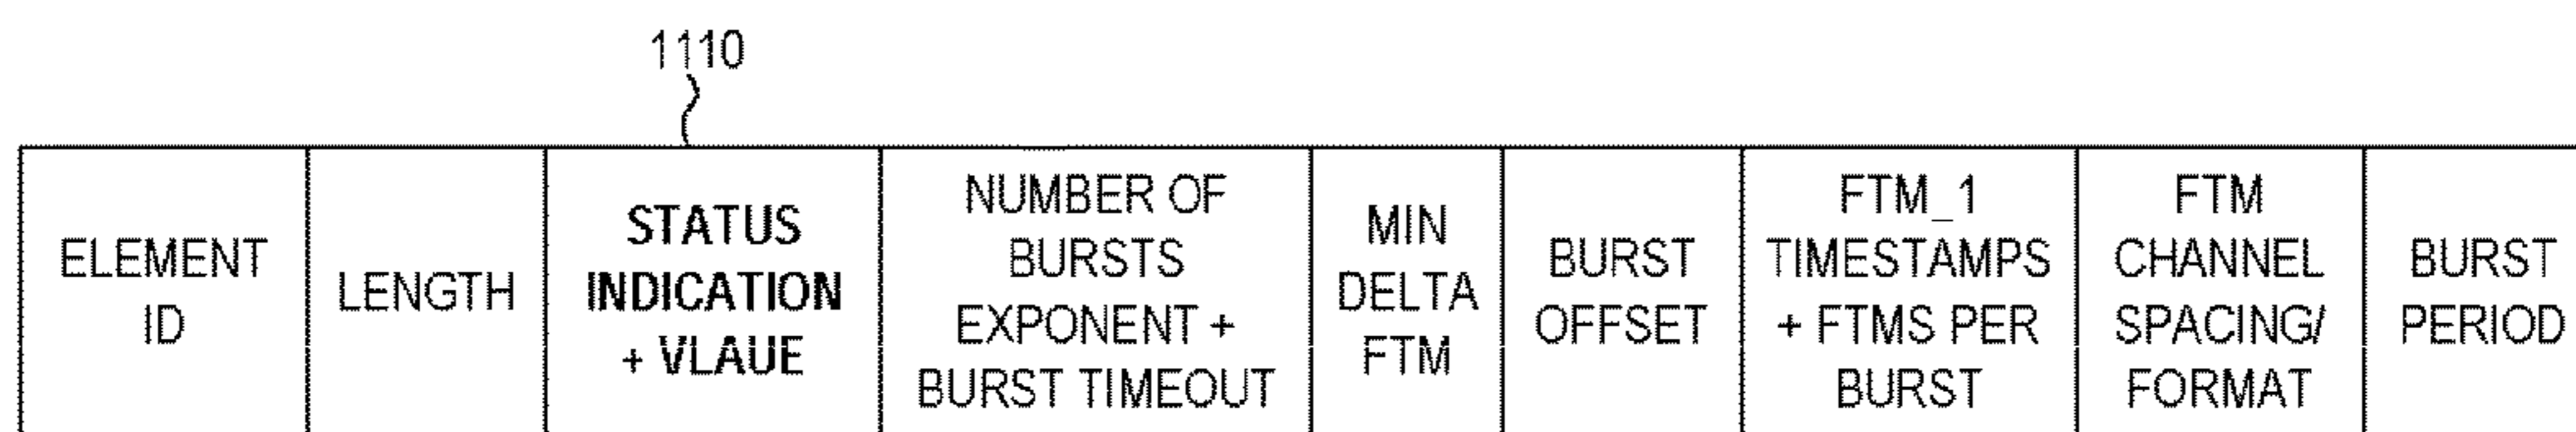 1110
ELEMENT
ID
LENGTH
STATUS
INDICATION
+ VLAUE
NUMBER OF
BURSTS
EXPONENT +
BURST TIMEOUT
MIN
DELTA
FTM
BURST
OFFSET
FTM_1
TIMESTAMPS
+ FTMS PER
BURST
FTM
CHANNEL
SPACING/
FORMAT
BURST
PERIOD